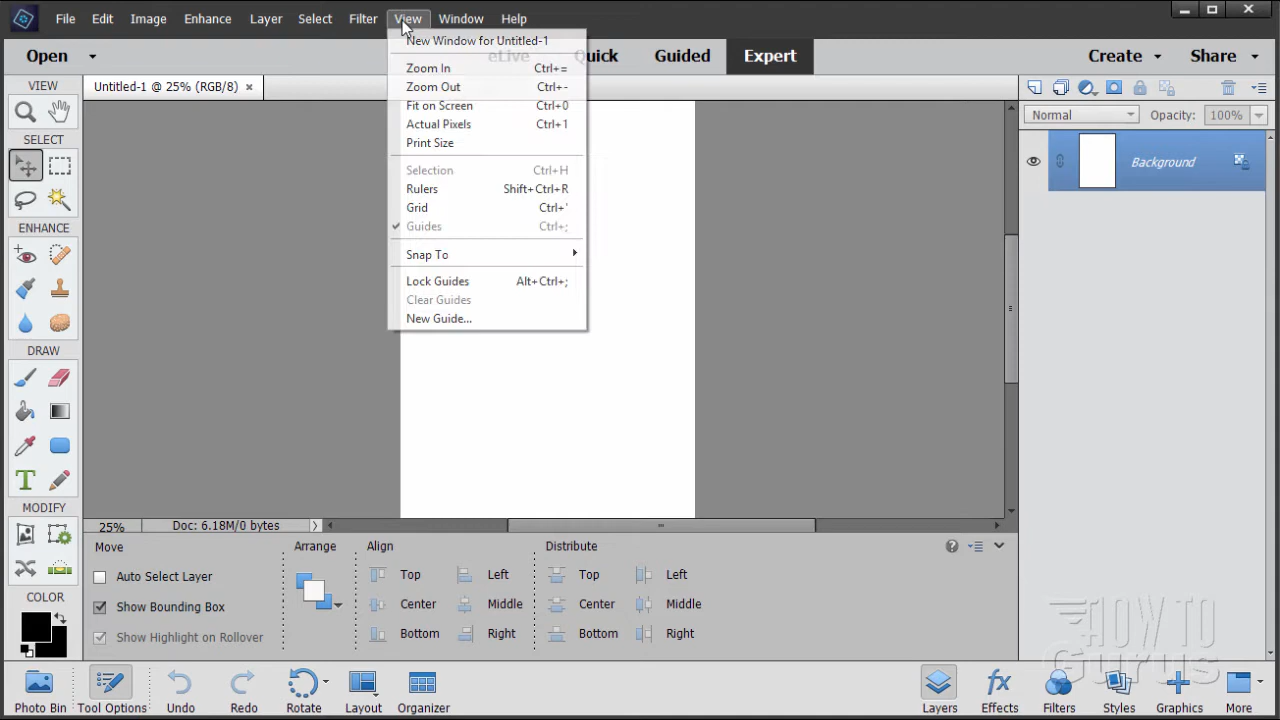 File Edit Image Enhance Layer Select Filter View Window Help
Open eLive Quick Guided Expert Create Share
Untitled-1 @ 25% (RGB/8) ×
New Window for Untitled-1
Zoom In Ctrl+=
Zoom Out Ctrl+-
Fit on Screen Ctrl+0
Actual Pixels Ctrl+1
Print Size
Selection Ctrl+H
Rulers Shift+Ctrl+R
Grid Ctrl+'
Guides Ctrl+;
Snap To
Lock Guides Alt+Ctrl+;
Clear Guides
New Guide...
VIEW
SELECT
ENHANCE
DRAW
T
MODIFY
COLOR
Normal Opacity: 100%
Background
25% Doc: 6.18M/0 bytes
Move Arrange Align Distribute
Auto Select Layer Top Left Top Left
Show Bounding Box Center Middle Center Middle
Show Highlight on Rollover Bottom Right Bottom Right
HOW TO
Gurus
fx
Photo Bin Tool Options Undo Redo Rotate Layout Organizer Layers Effects Filters Styles Graphics More